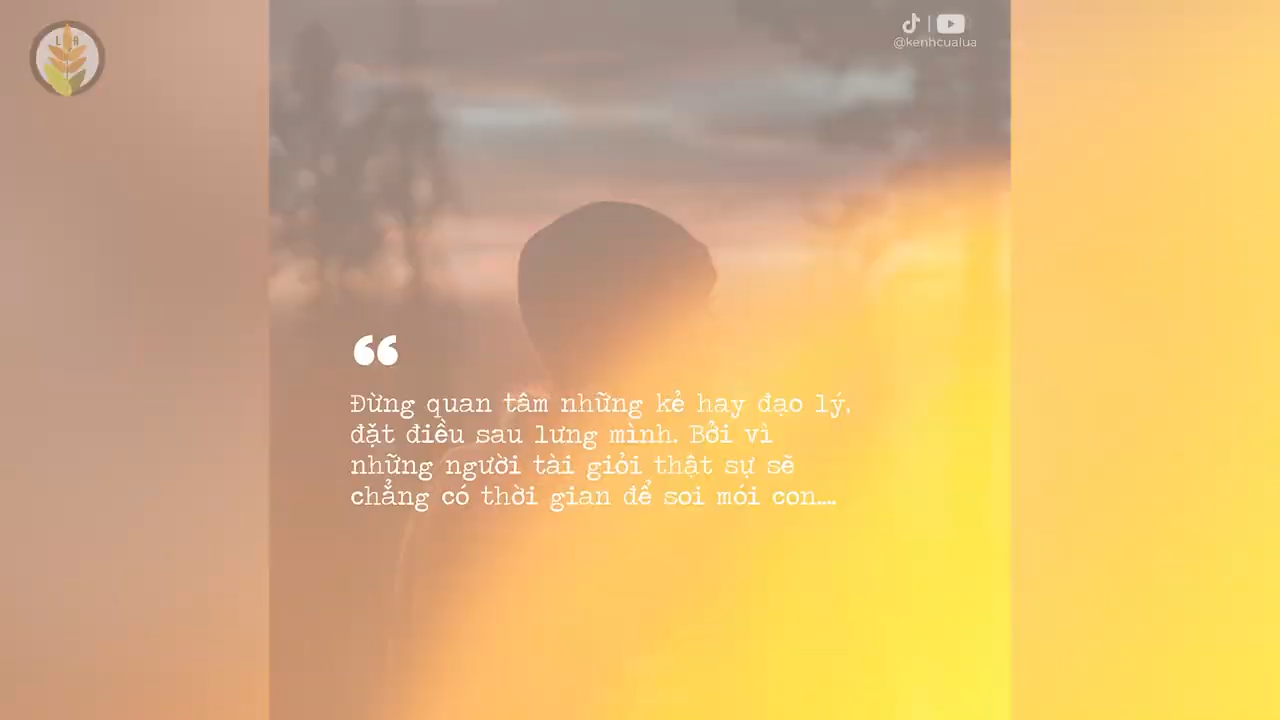 L A
@kenhcualua
“
Đừng quan tâm những kẻ hay đạo lý,
đặt điều sau lưng mình. Bởi vì
những người tài giỏi thật sự sẽ
chẳng có thời gian để soi mói con....